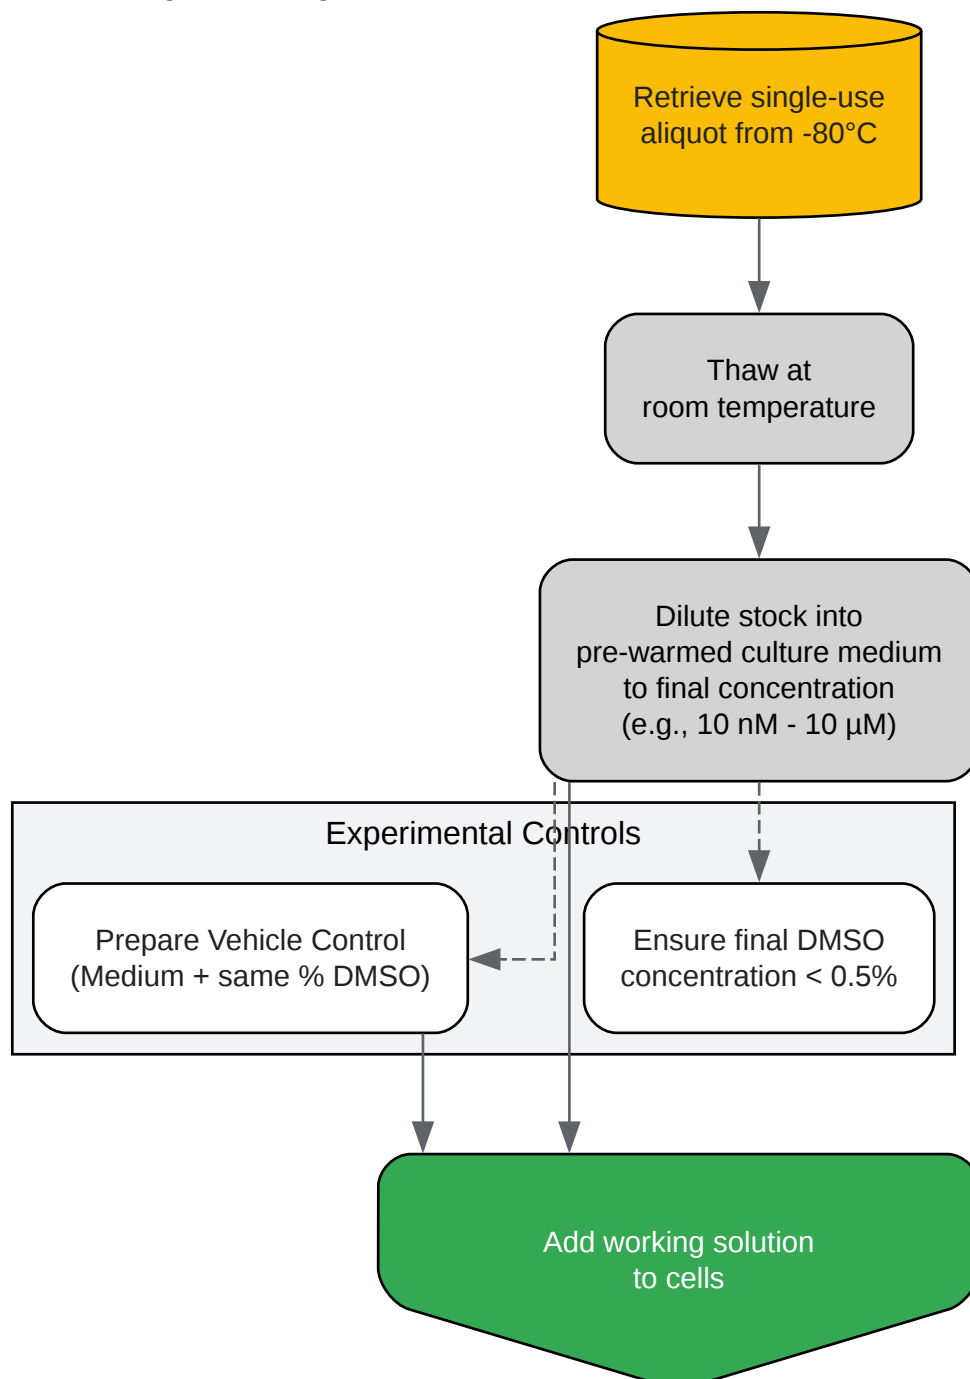 Retrieve single-use
aliquot from -80°C
Thaw at
room temperature
Dilute stock into
pre-warmed culture medium
to final concentration
(e.g., 10 nM - 10 µM)
Experimental Controls
Prepare Vehicle Control
(Medium + same % DMSO)
Ensure final DMSO
concentration < 0.5%
Add working solution
to cells